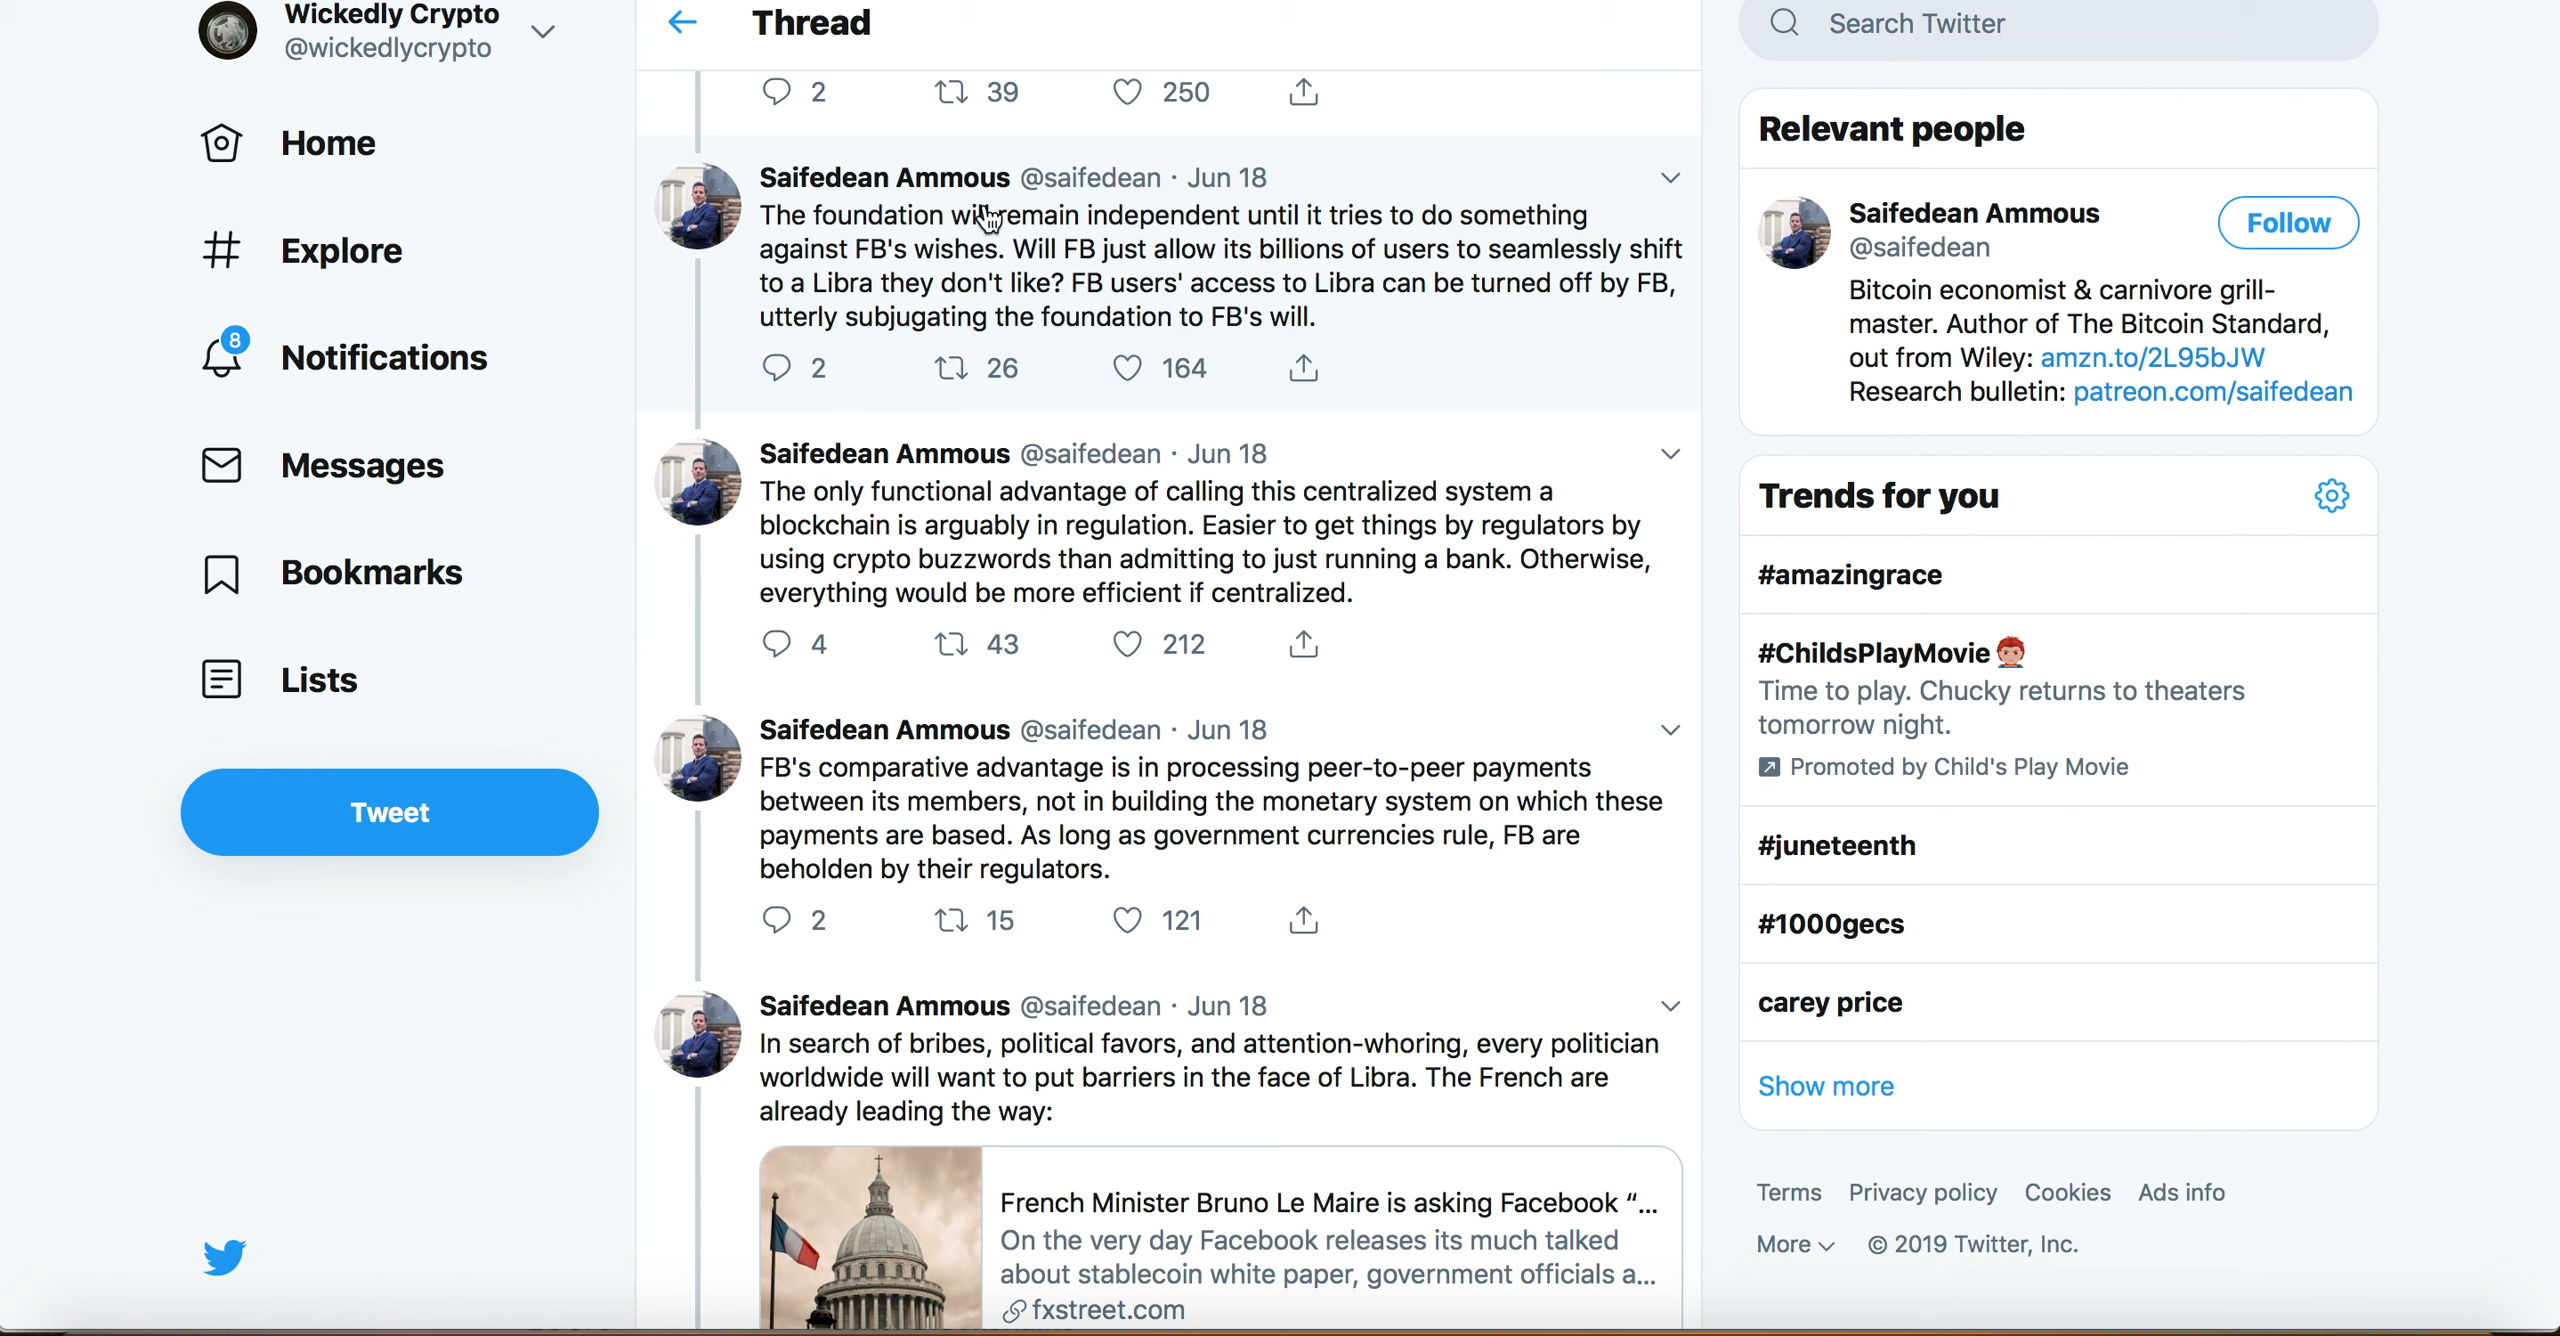 Wickedly Crypto
@wickedlycrypto
Home
Explore
8
Notifications
Messages
Bookmarks
Lists
Tweet
Thread
2 39 250
Saifedean Ammous @saifedean · Jun 18
The foundation will remain independent until it tries to do something
against FB's wishes. Will FB just allow its billions of users to seamlessly shift
to a Libra they don't like? FB users' access to Libra can be turned off by FB,
utterly subjugating the foundation to FB's will.
2 26 164
Saifedean Ammous @saifedean · Jun 18
The only functional advantage of calling this centralized system a
blockchain is arguably in regulation. Easier to get things by regulators by
using crypto buzzwords than admitting to just running a bank. Otherwise,
everything would be more efficient if centralized.
4 43 212
Saifedean Ammous @saifedean · Jun 18
FB's comparative advantage is in processing peer-to-peer payments
between its members, not in building the monetary system on which these
payments are based. As long as government currencies rule, FB are
beholden by their regulators.
2 15 121
Saifedean Ammous @saifedean · Jun 18
In search of bribes, political favors, and attention-whoring, every politician
worldwide will want to put barriers in the face of Libra. The French are
already leading the way:
French Minister Bruno Le Maire is asking Facebook “...
On the very day Facebook releases its much talked
about stablecoin white paper, government officials a...
fxstreet.com
Search Twitter
Relevant people
Saifedean Ammous
@saifedean
Follow
Bitcoin economist & carnivore grill-
master. Author of The Bitcoin Standard,
out from Wiley: amzn.to/2L95bJW
Research bulletin: patreon.com/saifedean
Trends for you
#amazingrace
#ChildsPlayMovie
Time to play. Chucky returns to theaters
tomorrow night.
Promoted by Child's Play Movie
#juneteenth
#1000gecs
carey price
Show more
Terms Privacy policy Cookies Ads info
More © 2019 Twitter, Inc.